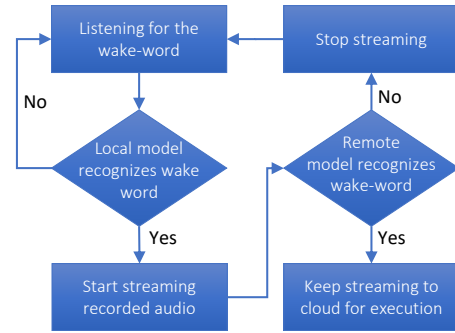 Listening for the
wake-word
Stop streaming
No
No
Local model
recognizes wake
word
Remote
model recognizes
wake-word
Yes
Yes
Start streaming
recorded audio
Keep streaming to
cloud for execution